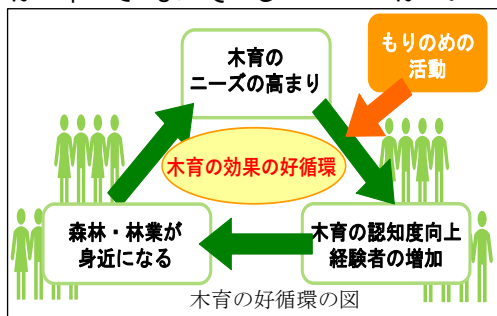 木育の
ニーズの高まり
もりのめの
活動
木育の効果の好循環
森林・林業が
身近になる
木育の認知度向上
経験者の増加
木育の好循環の図